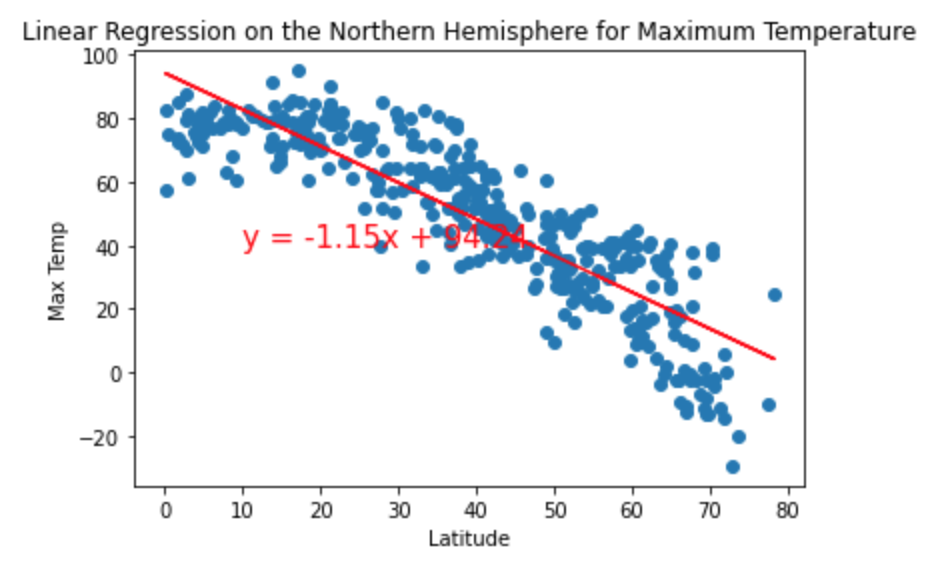 Linear Regression on the Northern Hemisphere for Maximum Temperature
100
80
60
40
20
0
−20
Max Temp
y = -1.15x + 94.24
0 10 20 30 40 50 60 70 80
Latitude